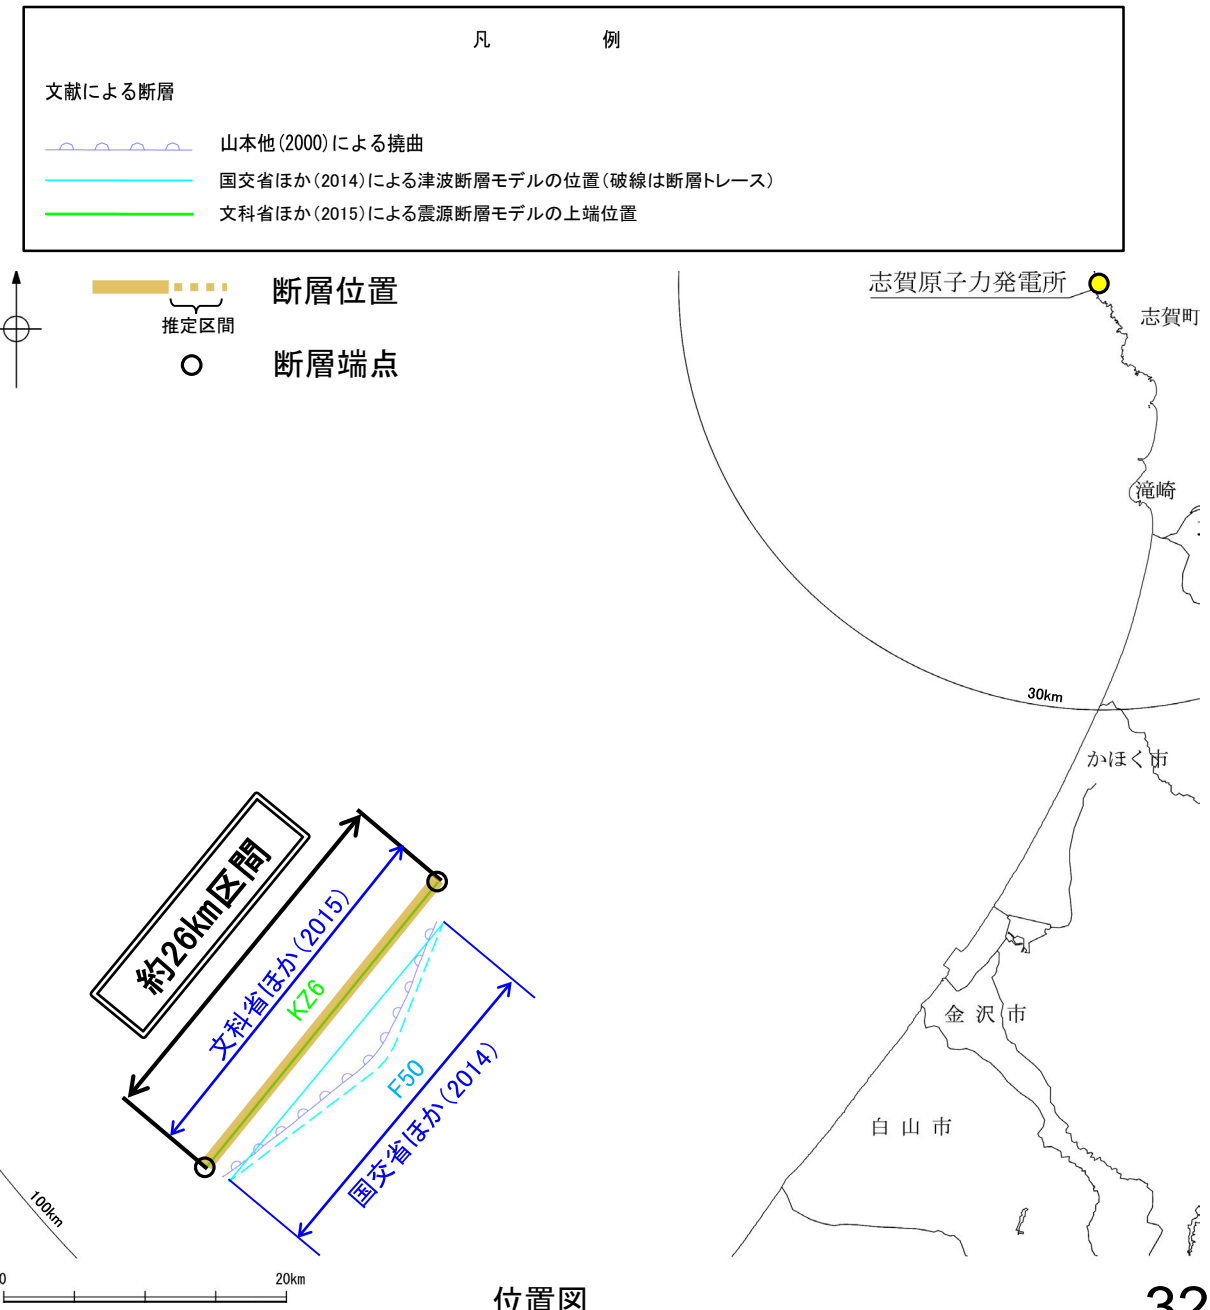 凡 例
文献による断層
山本他(2000)による撓曲
国交省ほか(2014)による津波断層モデルの位置(破線は断層トレース)
文科省ほか(2015)による震源断層モデルの上端位置
断層位置
推定区間
断層端点
志賀原子力発電所
志賀町
滝崎
30km
かほく市
約26km区間
文科省ほか(2015)
KZ6
F50
国交省ほか(2014)
金沢市
白山市
100km
0
20km
位置図
32